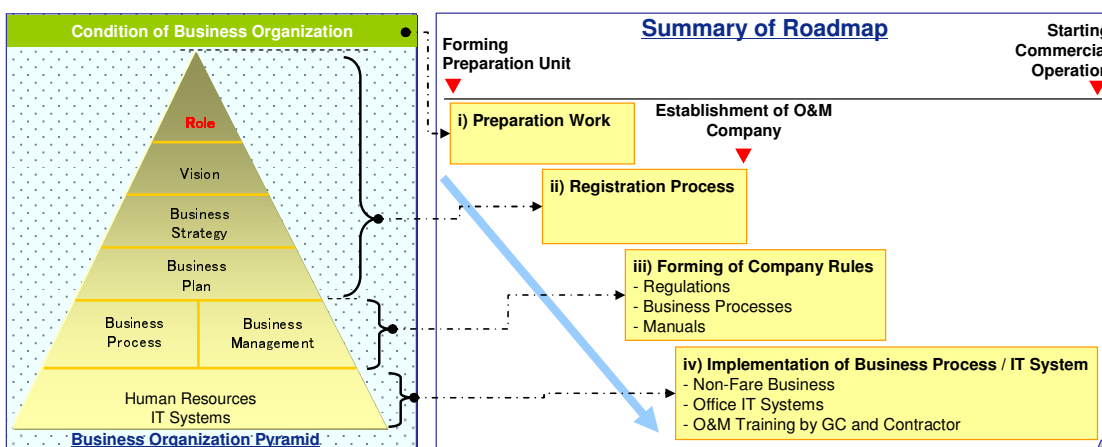 Condition of Business Organization
Role
Vision
Business
Strategy
Business
Plan
Business
Process
Business
Management
Human Resources
IT Systems
Business Organization Pyramid
Summary of Roadmap
Forming
Preparation Unit
Starting
Commercia
Operation
Establishment of O&M
Company
i) Preparation Work
ii) Registration Process
iii) Forming of Company Rules
- Regulations
- Business Processes
- Manuals
iv) Implementation of Business Process / IT System
- Non-Fare Business
- Office IT Systems
- O&M Training by GC and Contractor